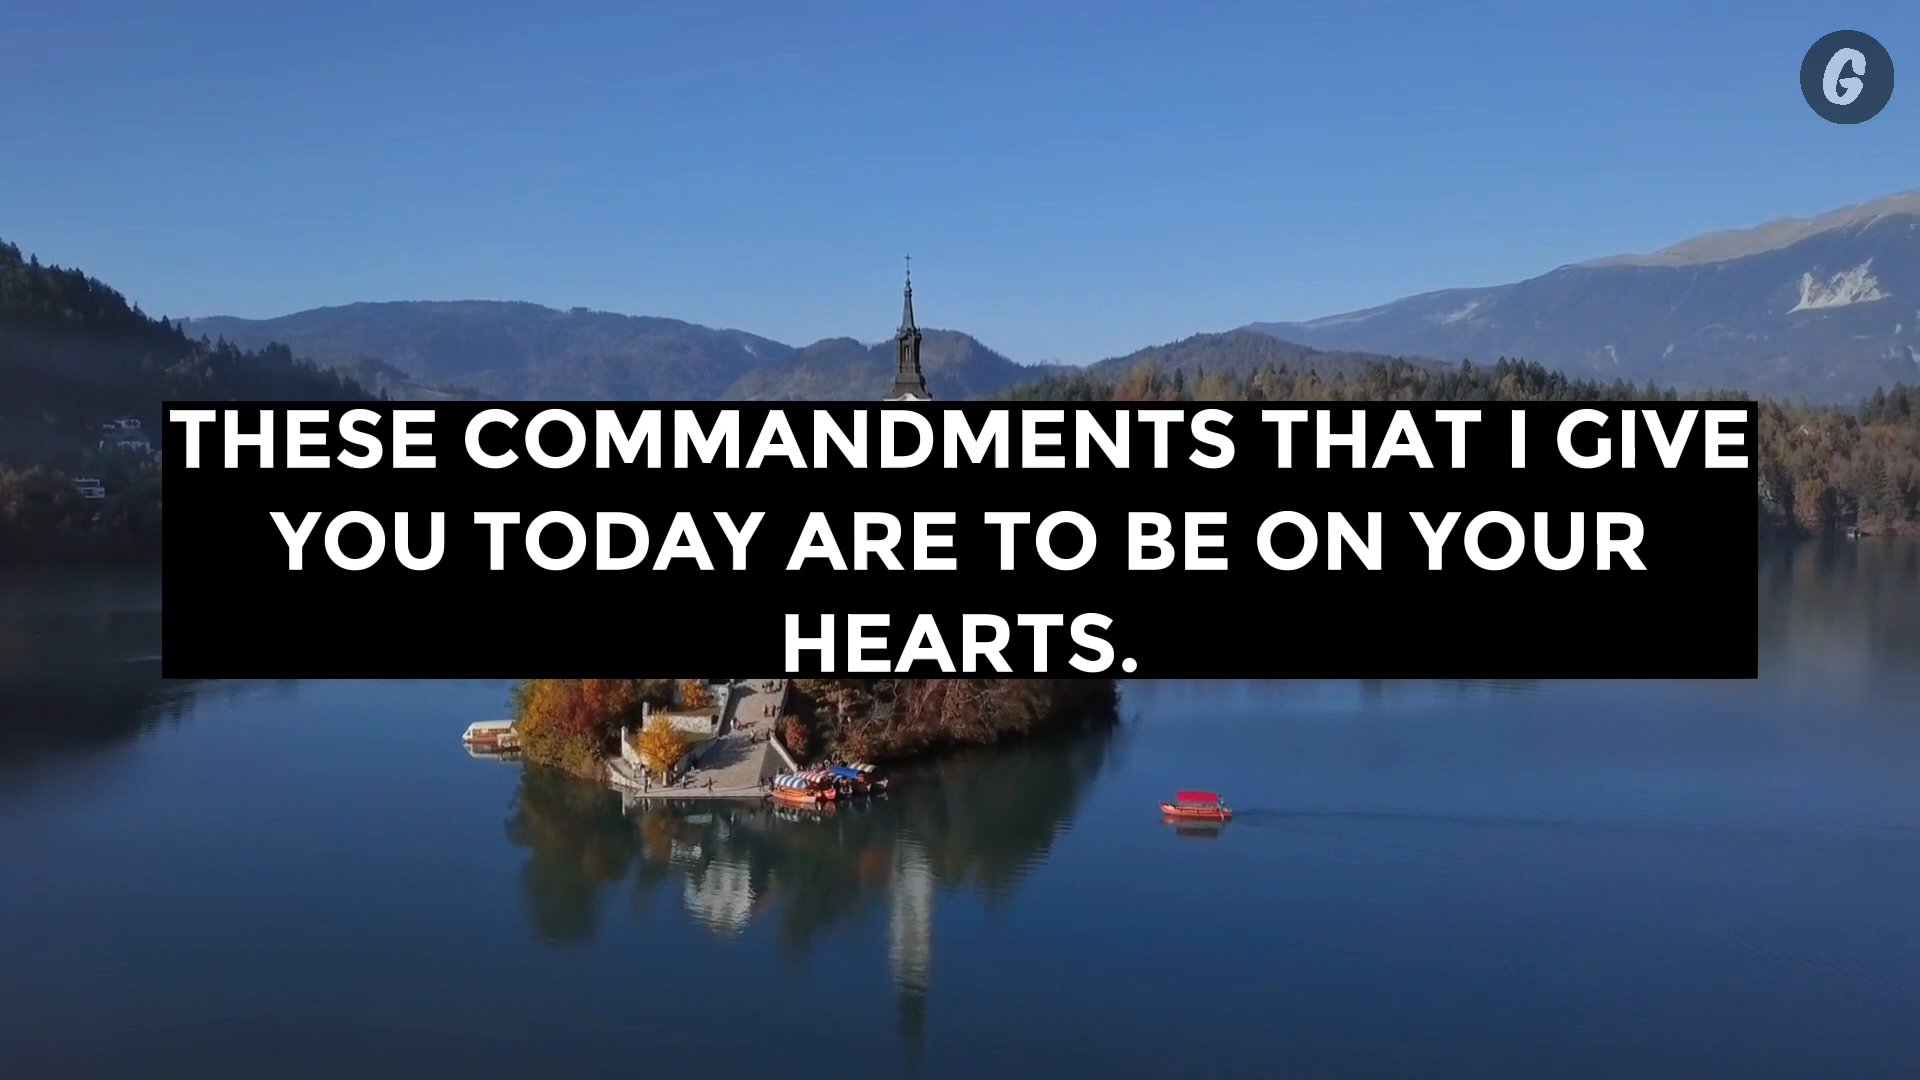 G
THESE COMMANDMENTS THAT I GIVE
YOU TODAY ARE TO BE ON YOUR
HEARTS.